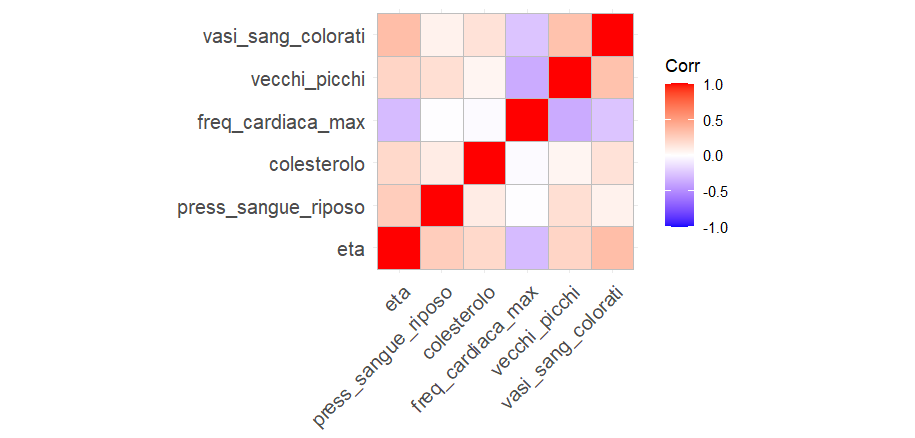 vasi_sang_colorati
vecchi_picchi
freq_cardiaca_max
colesterolo
press_sangue_riposo
eta
eta
press_sangue_riposo
colesterolo
freq_cardiaca_max
vecchi_picchi
vasi_sang_colorati
Corr
1.0
0.5
0.0
-0.5
-1.0